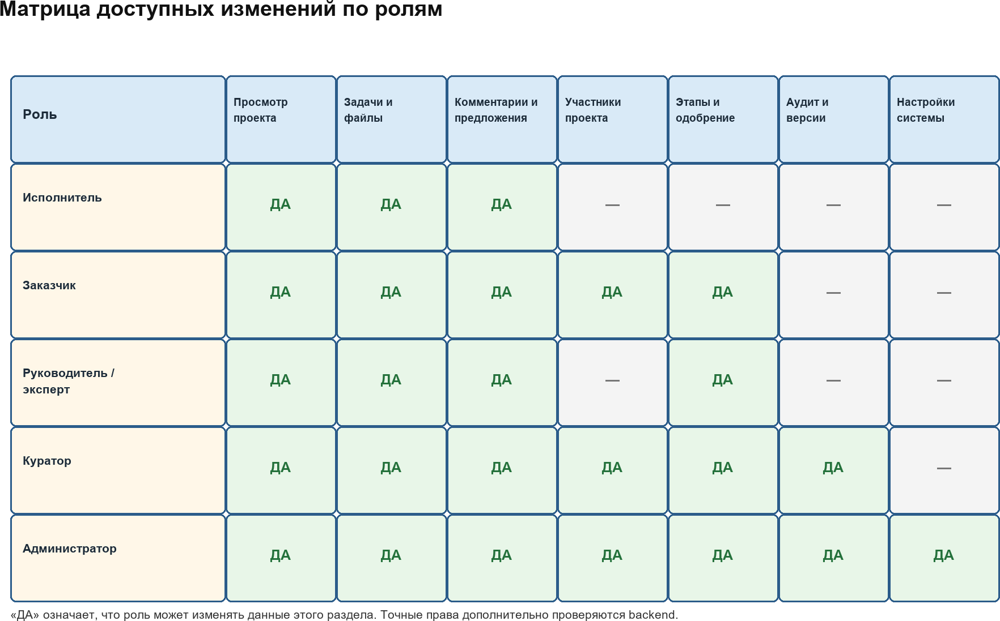 Матрица доступных изменений по ролям
Роль
Просмотр
проекта
Задачи и
файлы
Комментарии и
предложения
Участники
проекта
Этапы и
одобрение
Аудит и
версии
Настройки
системы
Исполнитель
ДА ДА ДА — — — —
Заказчик
ДА ДА ДА ДА ДА — —
Руководитель /
эксперт
ДА ДА ДА — ДА — —
Куратор
ДА ДА ДА ДА ДА ДА —
Администратор
ДА ДА ДА ДА ДА ДА ДА
«ДА» означает, что роль может изменять данные этого раздела. Точные права дополнительно проверяются backend.